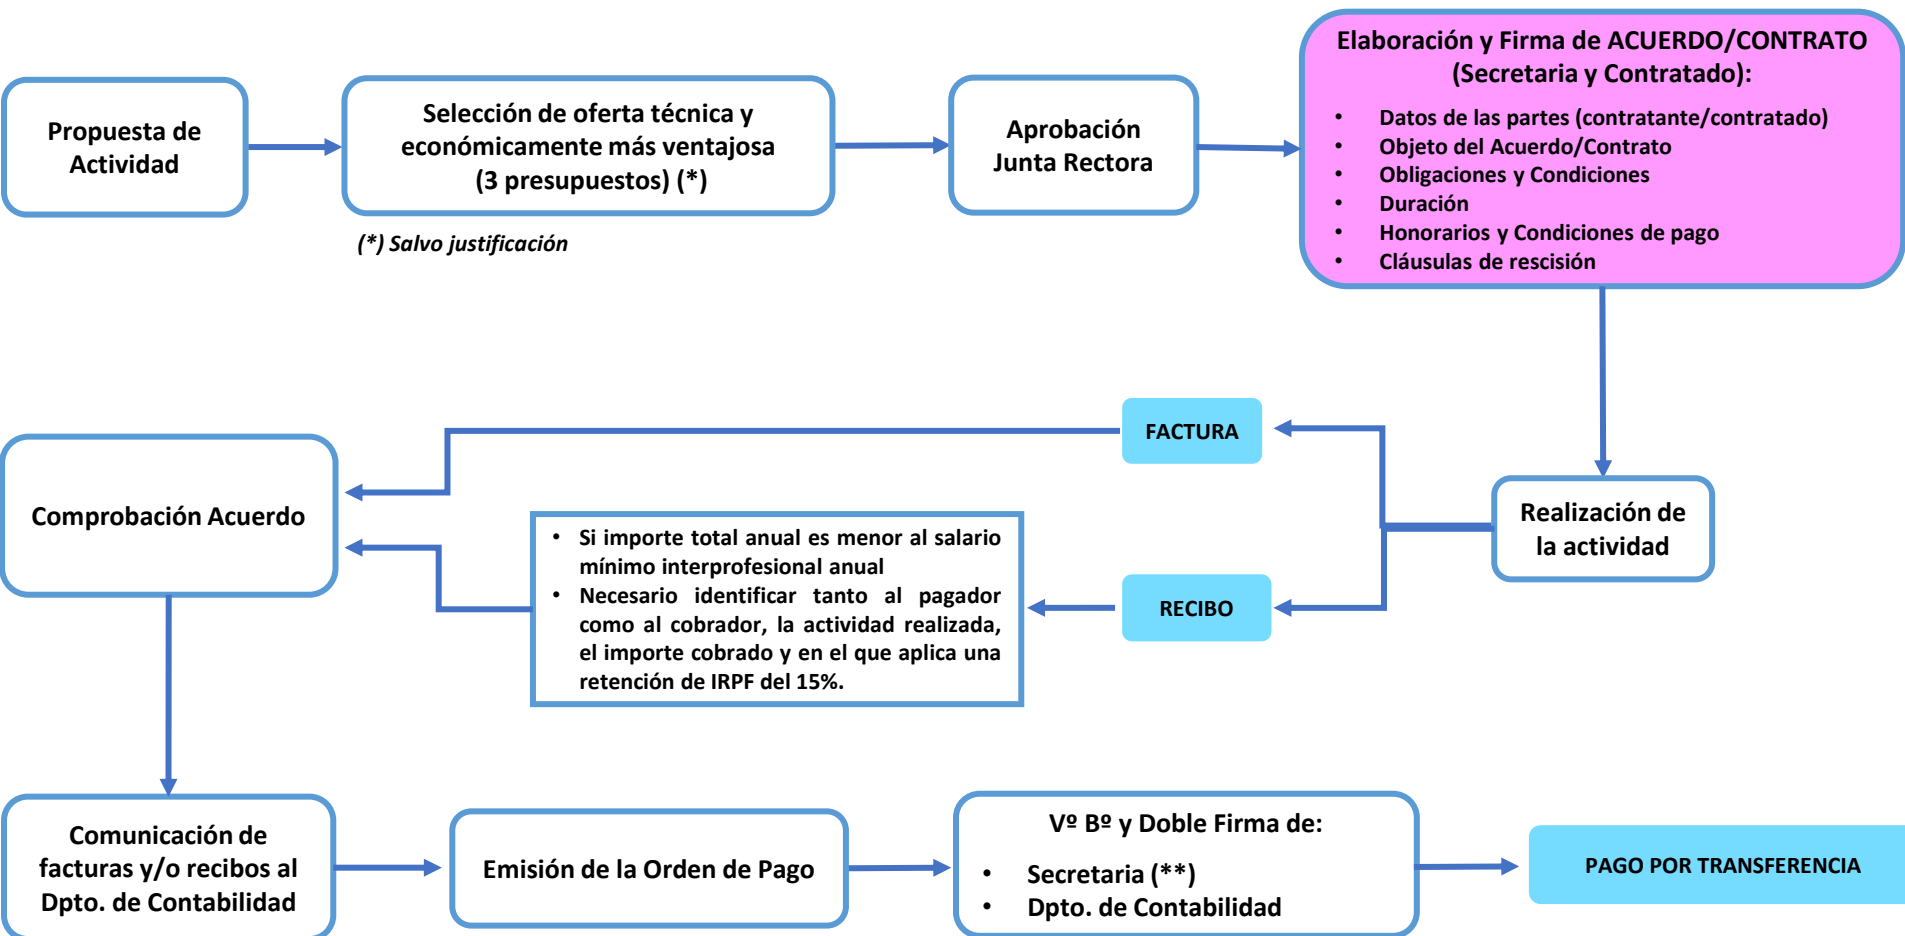 Propuesta de
Actividad
Selección de oferta técnica y
económicamente más ventajosa
(3 presupuestos) (*)
(*) Salvo justificación
Aprobación
Junta Rectora
Elaboración y Firma de ACUERDO/CONTRATO
(Secretaria y Contratado):
• Datos de las partes (contratante/contratado)
• Objeto del Acuerdo/Contrato
• Obligaciones y Condiciones
• Duración
• Honorarios y Condiciones de pago
• Cláusulas de rescisión
Realización de
la actividad
FACTURA
RECIBO
• Si importe total anual es menor al salario
mínimo interprofesional anual
• Necesario identificar tanto al pagador
como al cobrador, la actividad realizada,
el importe cobrado y en el que aplica una
retención de IRPF del 15%.
Comprobación Acuerdo
Comunicación de
facturas y/o recibos al
Dpto. de Contabilidad
Emisión de la Orden de Pago
Vº Bº y Doble Firma de:
• Secretaria (**)
• Dpto. de Contabilidad
PAGO POR TRANSFERENCIA